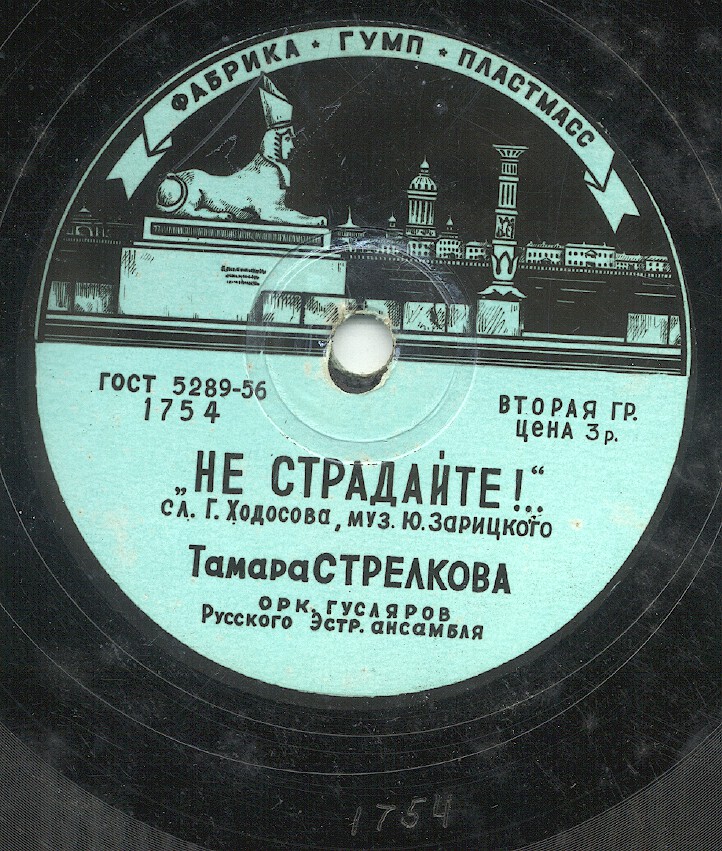 ФАБРИКА ★ ГУМП ★ ПЛАСТМАСС
ГОСТ 5289-56
1754
ВТОРАЯ ГР.
ЦЕНА 3 р.
„НЕ СТРАДАЙТЕ!.."
сл. Г. Ходосова, муз. Ю. Зарицкого
Тамара СТРЕЛКОВА
ОРК. ГУСЛЯРОВ
Русского Эстр. ансамбля
1754